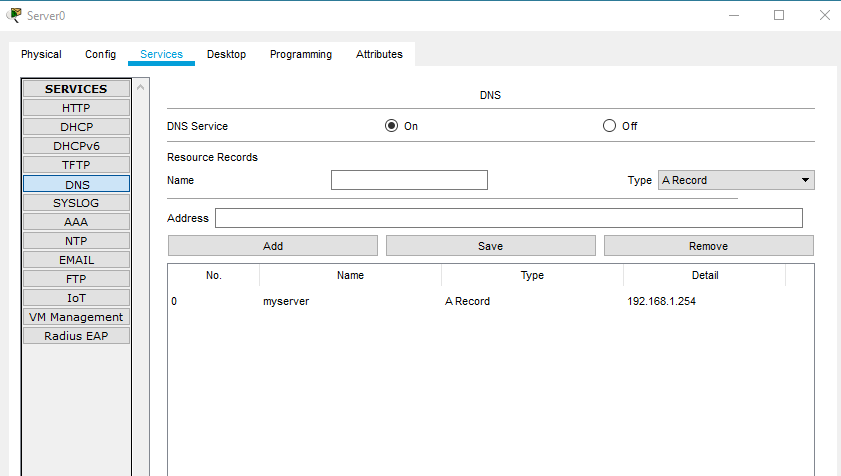 Server0
Physical Config Services Desktop Programming Attributes
SERVICES
HTTP
DHCP
DHCPv6
TFTP
DNS
SYSLOG
AAA
NTP
EMAIL
FTP
IoT
VM Management
Radius EAP
DNS
DNS Service On Off
Resource Records
Name Type A Record
Address
Add Save Remove
No. Name Type Detail
0 myserver A Record 192.168.1.254